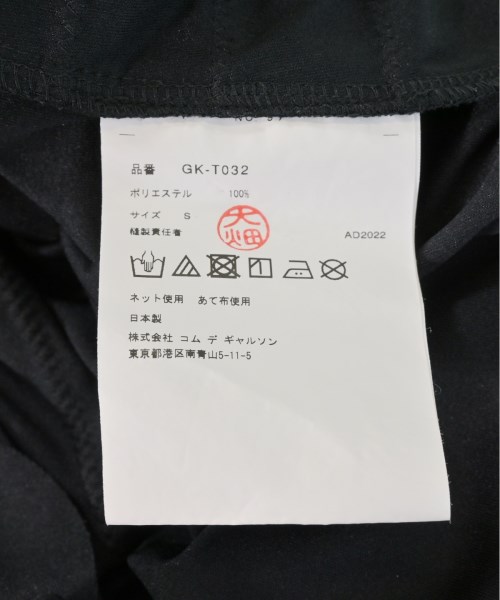 品番 GK-T032
ポリエステル 100%
サイズ S
縫製責任者
大畑
AD2022
ネット使用 あて布使用
日本製
株式会社 コム デ ギャルソン
東京都港区南青山5-11-5